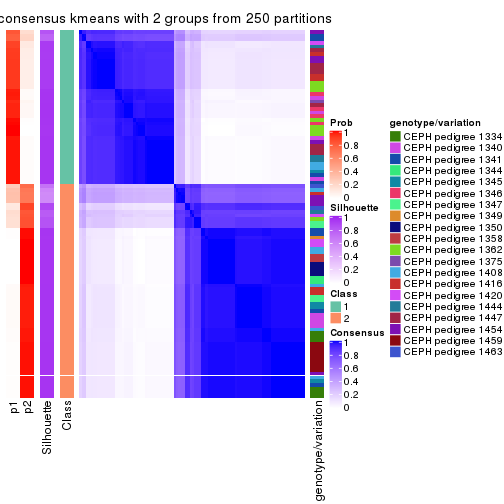 consensus kmeans with 2 groups from 250 partitions
p1
p2
Silhouette
Class
genotype/variation
Prob
1
0.8
0.6
0.4
0.2
0
Silhouette
1
0.8
0.6
0.4
0.2
0
Class
1
2
Consensus
1
0.8
0.6
0.4
0.2
0
genotype/variation
CEPH pedigree 1334
CEPH pedigree 1340
CEPH pedigree 1341
CEPH pedigree 1344
CEPH pedigree 1345
CEPH pedigree 1346
CEPH pedigree 1347
CEPH pedigree 1349
CEPH pedigree 1350
CEPH pedigree 1358
CEPH pedigree 1362
CEPH pedigree 1375
CEPH pedigree 1408
CEPH pedigree 1416
CEPH pedigree 1420
CEPH pedigree 1444
CEPH pedigree 1447
CEPH pedigree 1454
CEPH pedigree 1459
CEPH pedigree 1463